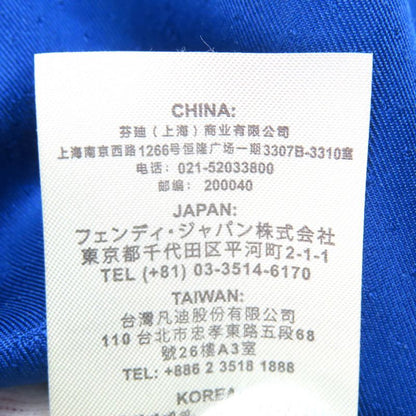 CHINA:
芬迪（上海）商业有限公司
上海南京西路1266号恒隆广场一期3307B-3310室
电话： 021-52033800
邮编： 200040
JAPAN:
フェンディ・ジャパン株式会社
東京都千代田区平河町2-1-1
TEL (+81) 03-3514-6170
TAIWAN:
台灣凡迪股份有限公司
110 台北市忠孝東路五段68
號26樓A3室
TEL: +886 2 3518 1888
KOREA